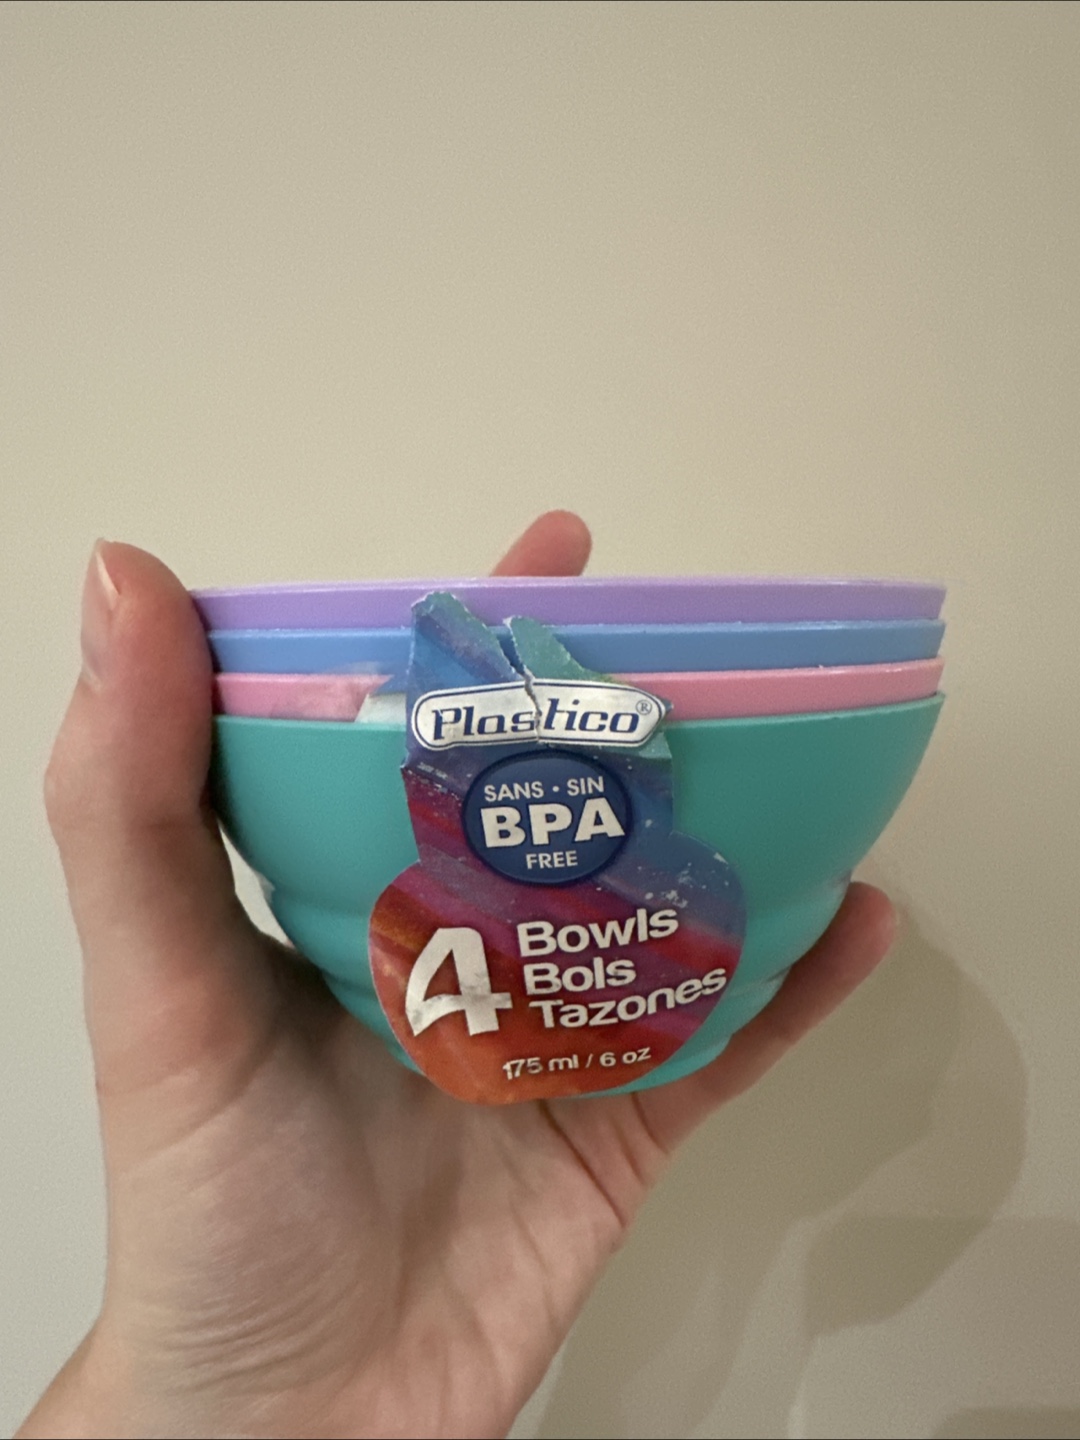 Plastico®
SANS • SIN
BPA
FREE
4
Bowls
Bols
Tazones
175 ml / 6 oz